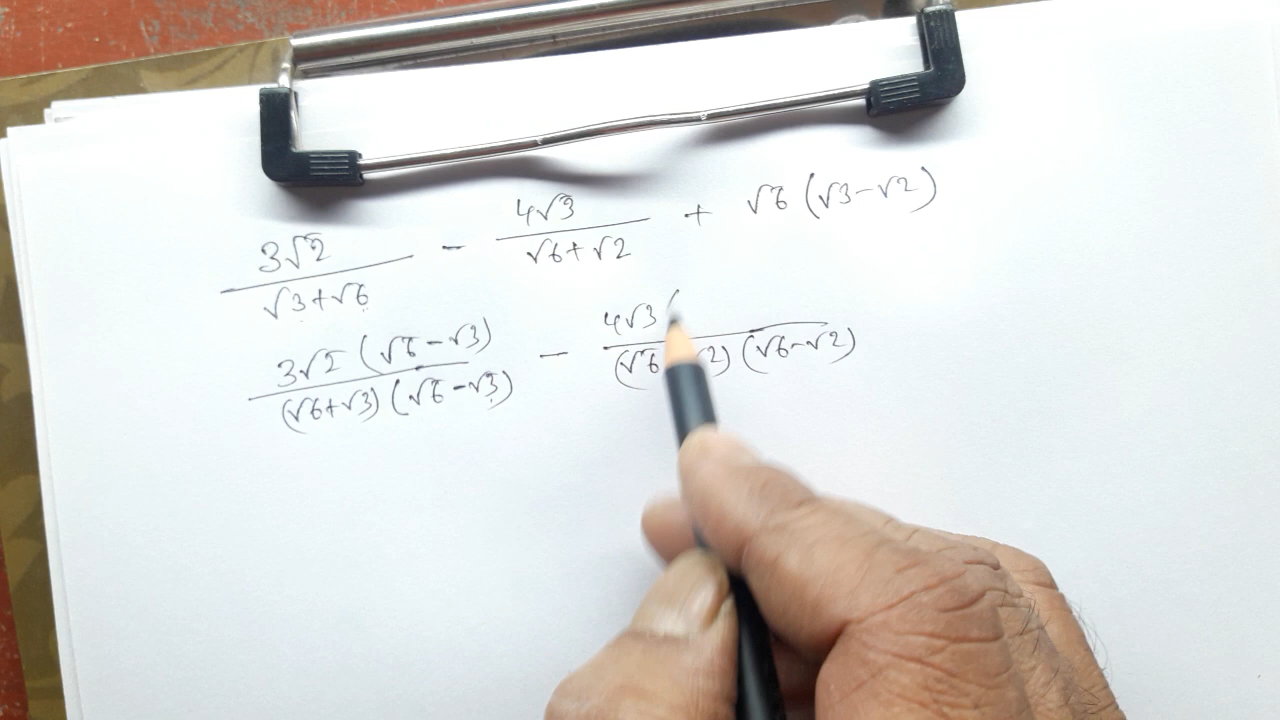 3√2/(√3+√6) - 4√3/(√6+√2) + √6 (√3-√2)
3√2 (√6-√3)/(√6+√3) (√6-√3) - 4√3 (/(√6 √2) (√6-√2)